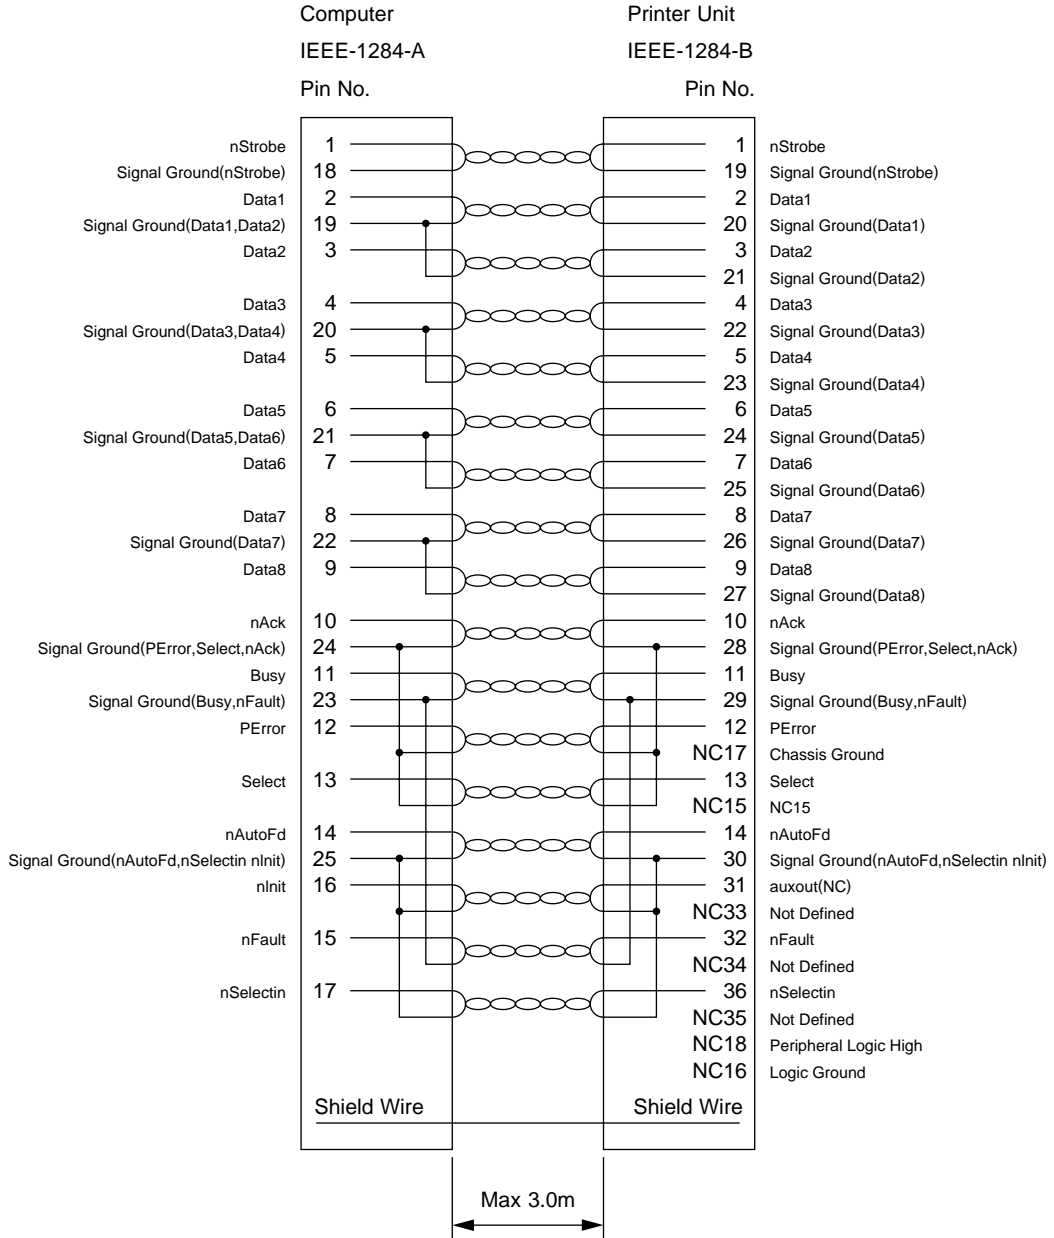 Computer Printer Unit
IEEE-1284-A IEEE-1284-B
Pin No. Pin No.
nStrobe 1 1 nStrobe
Signal Ground(nStrobe) 18 19 Signal Ground(nStrobe)
Data1 2 2 Data1
Signal Ground(Data1,Data2) 19 20 Signal Ground(Data1)
Data2 3 3 Data2
21 Signal Ground(Data2)
Data3 4 4 Data3
Signal Ground(Data3,Data4) 20 22 Signal Ground(Data3)
Data4 5 5 Data4
23 Signal Ground(Data4)
Data5 6 6 Data5
Signal Ground(Data5,Data6) 21 24 Signal Ground(Data5)
Data6 7 7 Data6
25 Signal Ground(Data6)
Data7 8 8 Data7
Signal Ground(Data7) 22 26 Signal Ground(Data7)
Data8 9 9 Data8
27 Signal Ground(Data8)
nAck 10 10 nAck
Signal Ground(PError,Select,nAck) 24 28 Signal Ground(PError,Select,nAck)
Busy 11 11 Busy
Signal Ground(Busy,nFault) 23 29 Signal Ground(Busy,nFault)
PError 12 12 PError
NC17 Chassis Ground
Select 13 13 Select
NC15 NC15
nAutoFd 14 14 nAutoFd
Signal Ground(nAutoFd,nSelectin nInit) 25 30 Signal Ground(nAutoFd,nSelectin nInit)
nInit 16 31 auxout(NC)
NC33 Not Defined
nFault 15 32 nFault
NC34 Not Defined
nSelectin 17 36 nSelectin
NC35 Not Defined
NC18 Peripheral Logic High
NC16 Logic Ground
Shield Wire Shield Wire
Max 3.0m